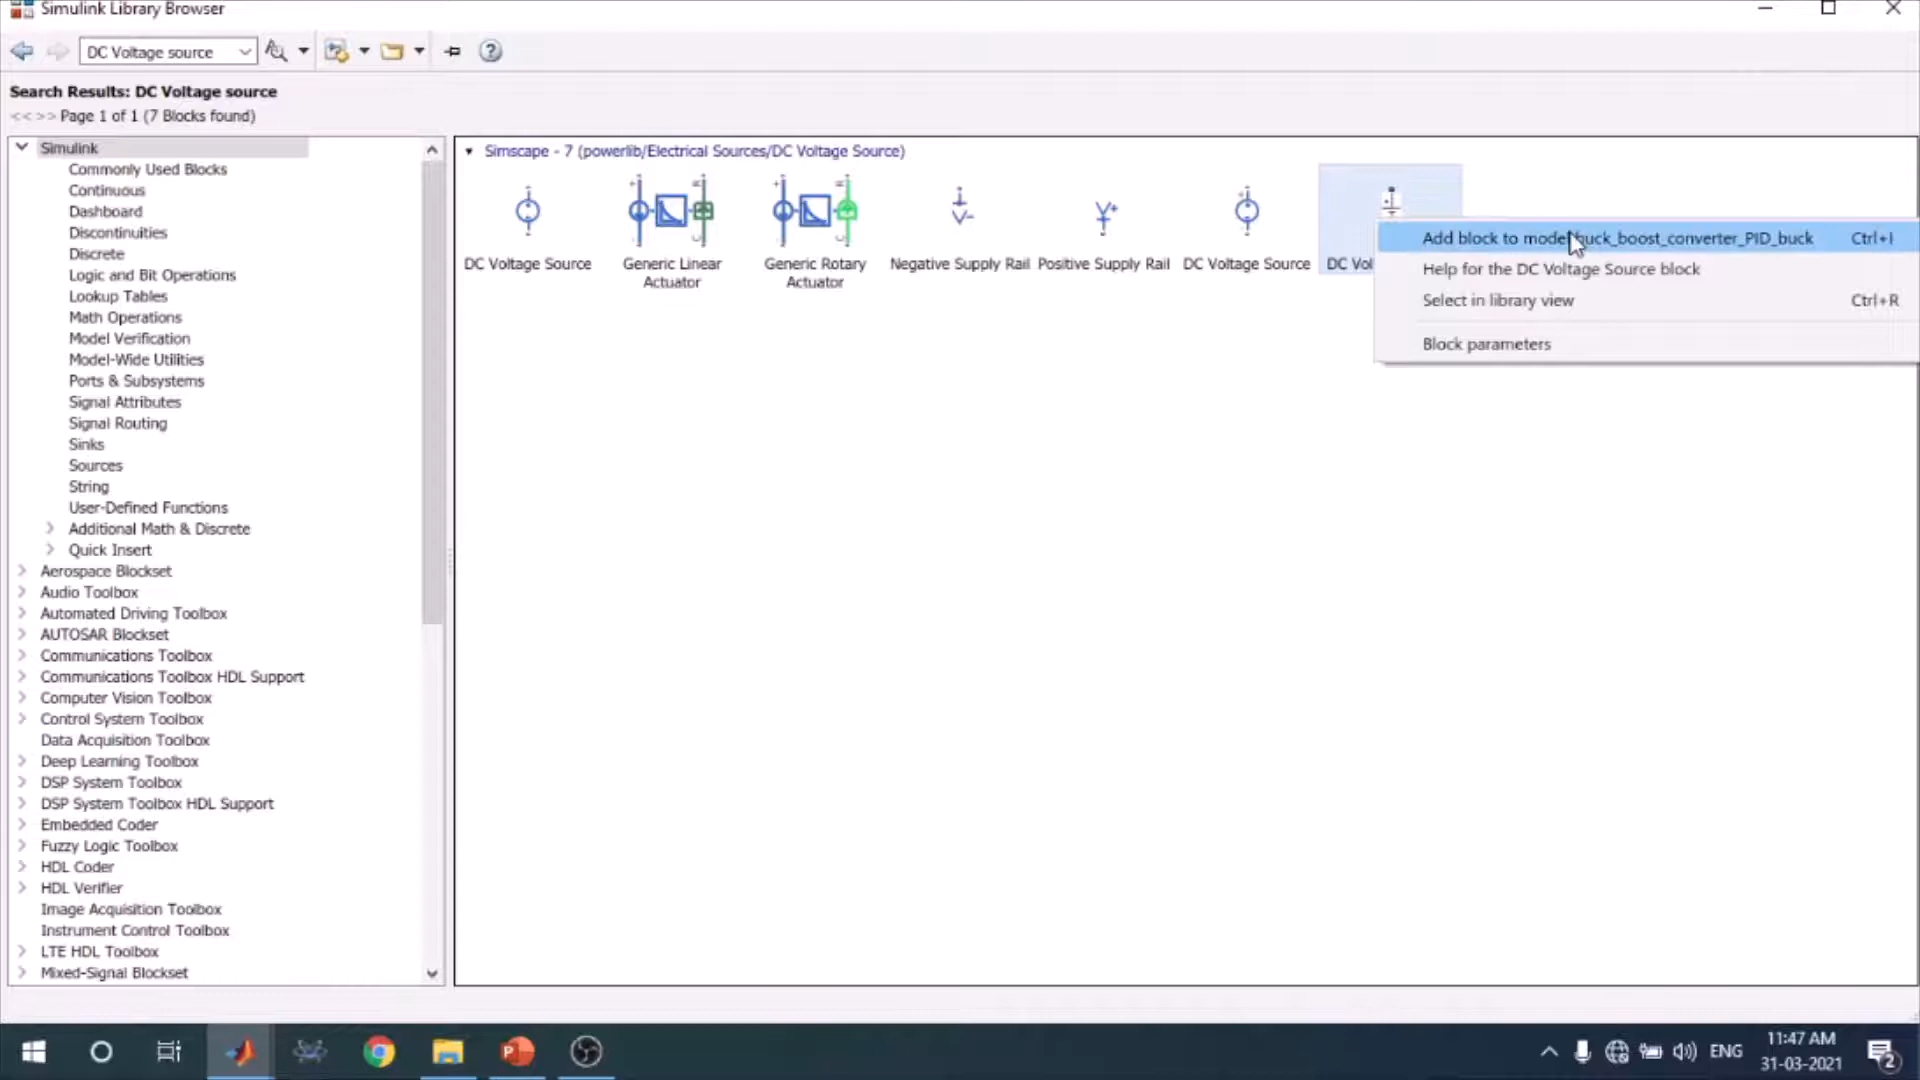 Simulink Library Browser
DC Voltage source
Search Results: DC Voltage source
<< >> Page 1 of 1 (7 Blocks found)
Simulink
Commonly Used Blocks
Continuous
Dashboard
Discontinuities
Discrete
Logic and Bit Operations
Lookup Tables
Math Operations
Model Verification
Model-Wide Utilities
Ports & Subsystems
Signal Attributes
Signal Routing
Sinks
Sources
String
User-Defined Functions
Additional Math & Discrete
Quick Insert
Aerospace Blockset
Audio Toolbox
Automated Driving Toolbox
AUTOSAR Blockset
Communications Toolbox
Communications Toolbox HDL Support
Computer Vision Toolbox
Control System Toolbox
Data Acquisition Toolbox
Deep Learning Toolbox
DSP System Toolbox
DSP System Toolbox HDL Support
Embedded Coder
Fuzzy Logic Toolbox
HDL Coder
HDL Verifier
Image Acquisition Toolbox
Instrument Control Toolbox
LTE HDL Toolbox
Mixed-Signal Blockset
Simscape - 7 (powerlib/Electrical Sources/DC Voltage Source)
DC Voltage Source
Generic Linear
Actuator
Generic Rotary
Actuator
Negative Supply Rail
Positive Supply Rail
DC Voltage Source
DC Vol
Add block to model buck_boost_converter_PID_buck Ctrl+I
Help for the DC Voltage Source block
Select in library view Ctrl+R
Block parameters
ENG
11:47 AM
31-03-2021
2